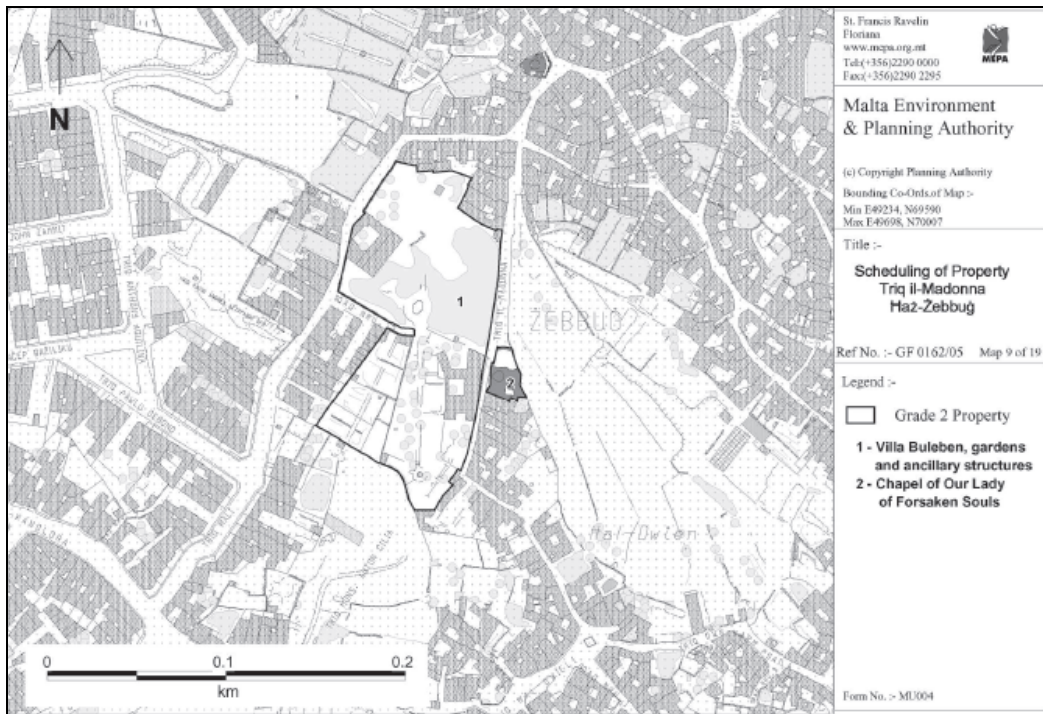 St. Francis Ravelin
Floriana
www.mepa.org.mt
Tel:(+356)2290 0000
Fax:(+356)2290 2295
MEPA
Malta Environment
& Planning Authority
(c) Copyright Planning Authority
Bounding Co-Ords.of Map :-
Min E49234, N69590
Max E49698, N70007
Title :-
Scheduling of Property
Triq il-Madonna
Ħaż-Żebbuġ
Ref No. :- GF 0162/05 Map 9 of 19
Legend :-
Grade 2 Property
1 - Villa Buleben, gardens
and ancillary structures
2 - Chapel of Our Lady
of Forsaken Souls
Form No. :- MU004
N
1
2
ŻEBBUĠ
Hal-Dwien
0 0.1 0.2
km